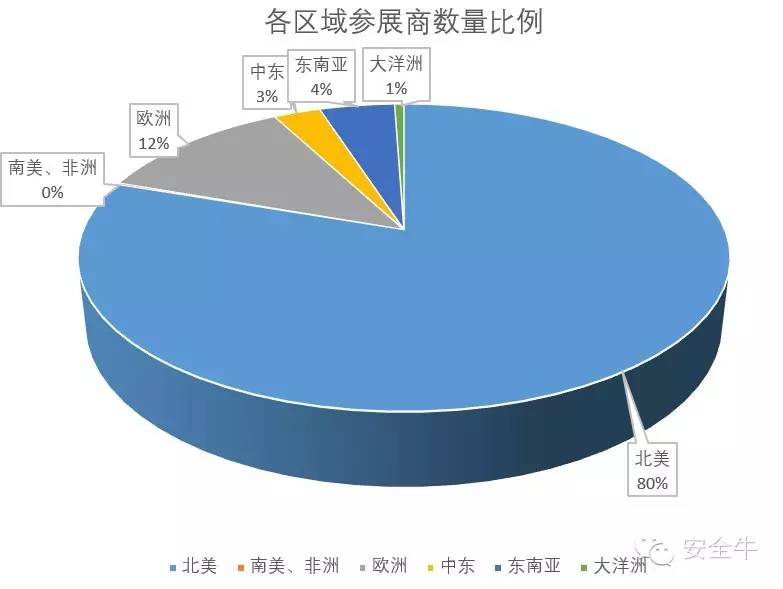 各区域参展商数量比例
中东
3%
东南亚
4%
大洋洲
1%
欧洲
12%
南美、非洲
0%
北美
80%
北美 南美、非洲 欧洲 中东 东南亚 大洋洲
安全牛